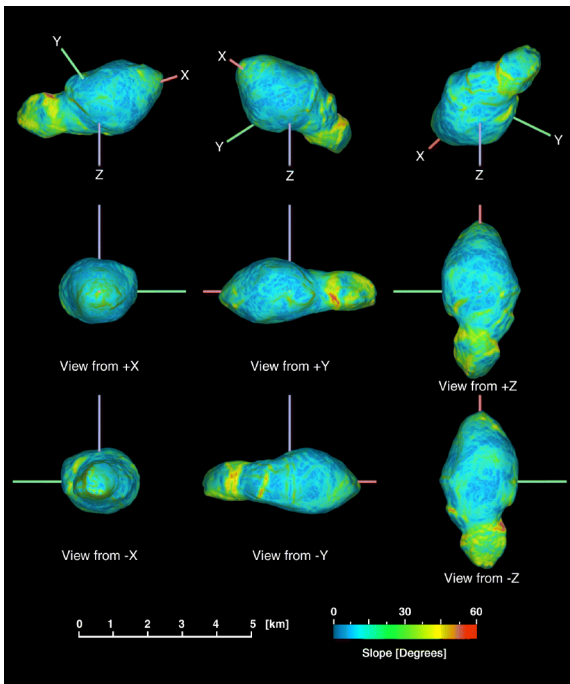 Y
X
Z
X
Y
Z
Y
X
Z
View from +X
View from +Y
View from +Z
View from -X
View from -Y
View from -Z
0 1 2 3 4 5 [km]
0 30 60
Slope [Degrees]